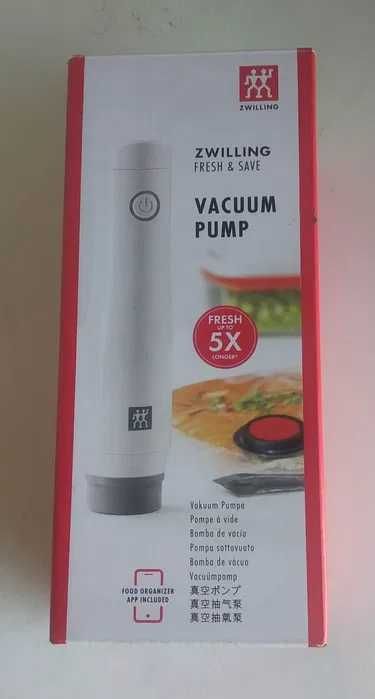 ZWILLING
ZWILLING
FRESH & SAVE
VACUUM
PUMP
FRESH
UP TO
5X
LONGER*
Vakuum Pumpe
Pompe à vide
Bomba de vacío
Pompa sottovuoto
Bomba de vácuo
Vacuümpomp
真空ポンプ
真空抽气泵
真空抽氣泵
FOOD ORGANIZER
APP INCLUDED